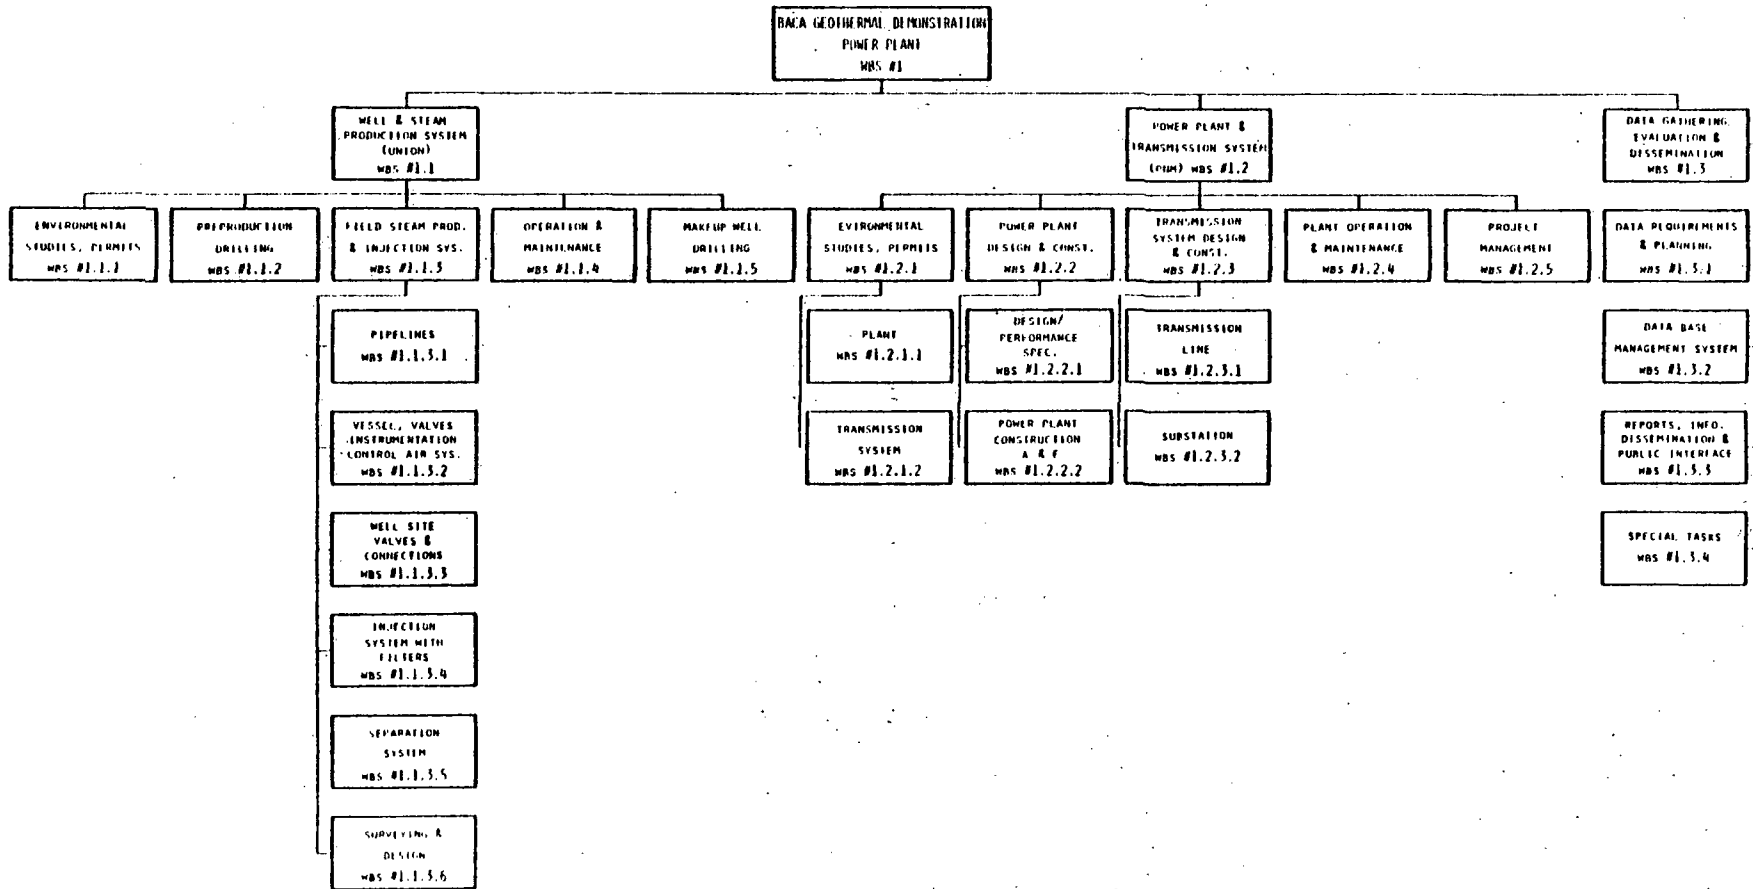 BACA GEOTHERMAL DEMONSTRATION
POWER PLANT
WBS #1
WELL & STEAM
PRODUCTION SYSTEM
(UNION)
WBS #1.1
POWER PLANT &
TRANSMISSION SYSTEM
(PNM) WBS #1.2
DATA GATHERING,
EVALUATION &
DISSEMINATION
WBS #1.3
ENVIRONMENTAL
STUDIES, PERMITS
WBS #1.1.1
PREPRODUCTION
DRILLING
WBS #1.1.2
FIELD STEAM PROD.
& INJECTION SYS.
WBS #1.1.3
OPERATION &
MAINTENANCE
WBS #1.1.4
MAKEUP WELL
DRILLING
WBS #1.1.5
EVIRONMENTAL
STUDIES, PERMITS
WBS #1.2.1
POWER PLANT
DESIGN & CONST.
WBS #1.2.2
TRANSMISSION
SYSTEM DESIGN
& CONST.
WBS #1.2.3
PLANT OPERATION
& MAINTENANCE
WBS #1.2.4
PROJECT
MANAGEMENT
WBS #1.2.5
DATA REQUIREMENTS
& PLANNING
WBS #1.3.1
PIPELINES
WBS #1.1.3.1
PLANT
WBS #1.2.1.1
DESIGN/
PERFORMANCE
SPEC.
WBS #1.2.2.1
TRANSMISSION
LINE
WBS #1.2.3.1
DATA BASE
MANAGEMENT SYSTEM
WBS #1.3.2
VESSEL, VALVES
INSTRUMENTATION
CONTROL AIR SYS.
WBS #1.1.3.2
TRANSMISSION
SYSTEM
WBS #1.2.1.2
POWER PLANT
CONSTRUCTION
A & E
WBS #1.2.2.2
SUBSTATION
WBS #1.2.3.2
REPORTS, INFO.
DISSEMINATION &
PUBLIC INTERFACE
WBS #1.3.3
WELL SITE
VALVES &
CONNECTIONS
WBS #1.1.3.3
SPECIAL TASKS
WBS #1.3.4
INJECTION
SYSTEM WITH
FILTERS
WBS #1.1.3.4
SEPARATION
SYSTEM
WBS #1.1.3.5
SURVEYING &
DESIGN
WBS #1.1.3.6